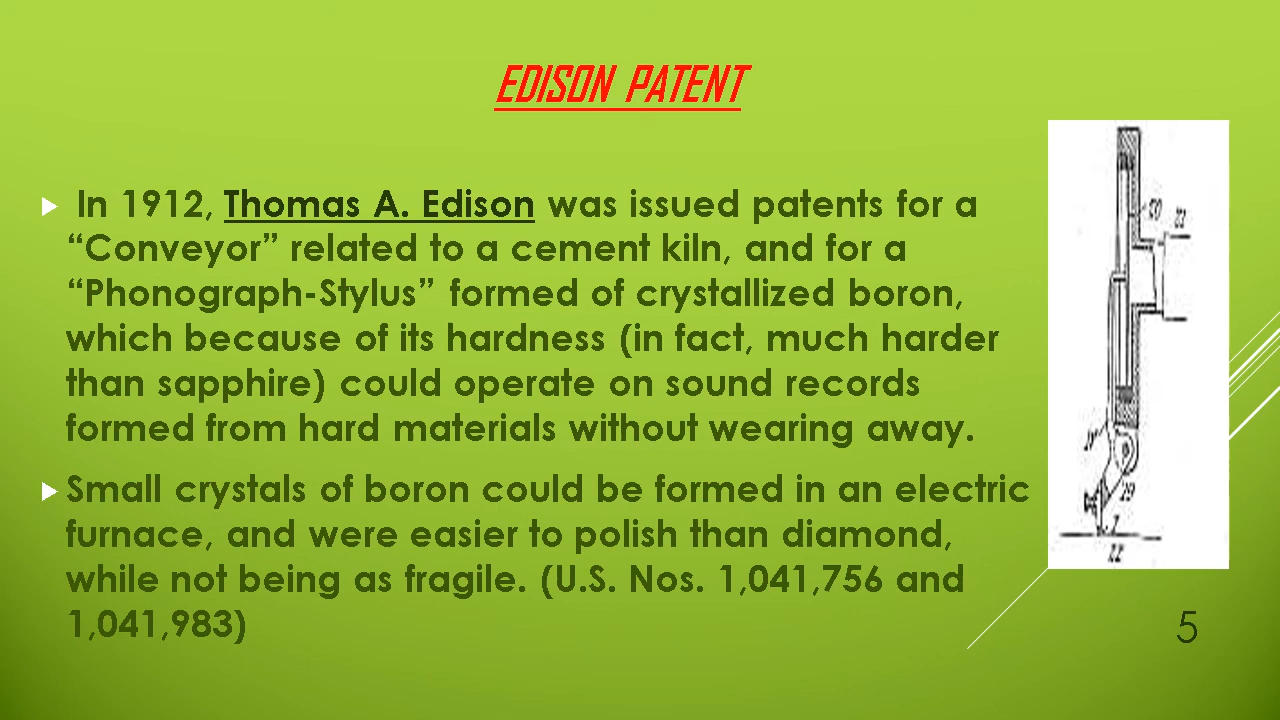 EDISON PATENT
In 1912, Thomas A. Edison was issued patents for a
“Conveyor” related to a cement kiln, and for a
“Phonograph-Stylus” formed of crystallized boron,
which because of its hardness (in fact, much harder
than sapphire) could operate on sound records
formed from hard materials without wearing away.
Small crystals of boron could be formed in an electric
furnace, and were easier to polish than diamond,
while not being as fragile. (U.S. Nos. 1,041,756 and
1,041,983)
5